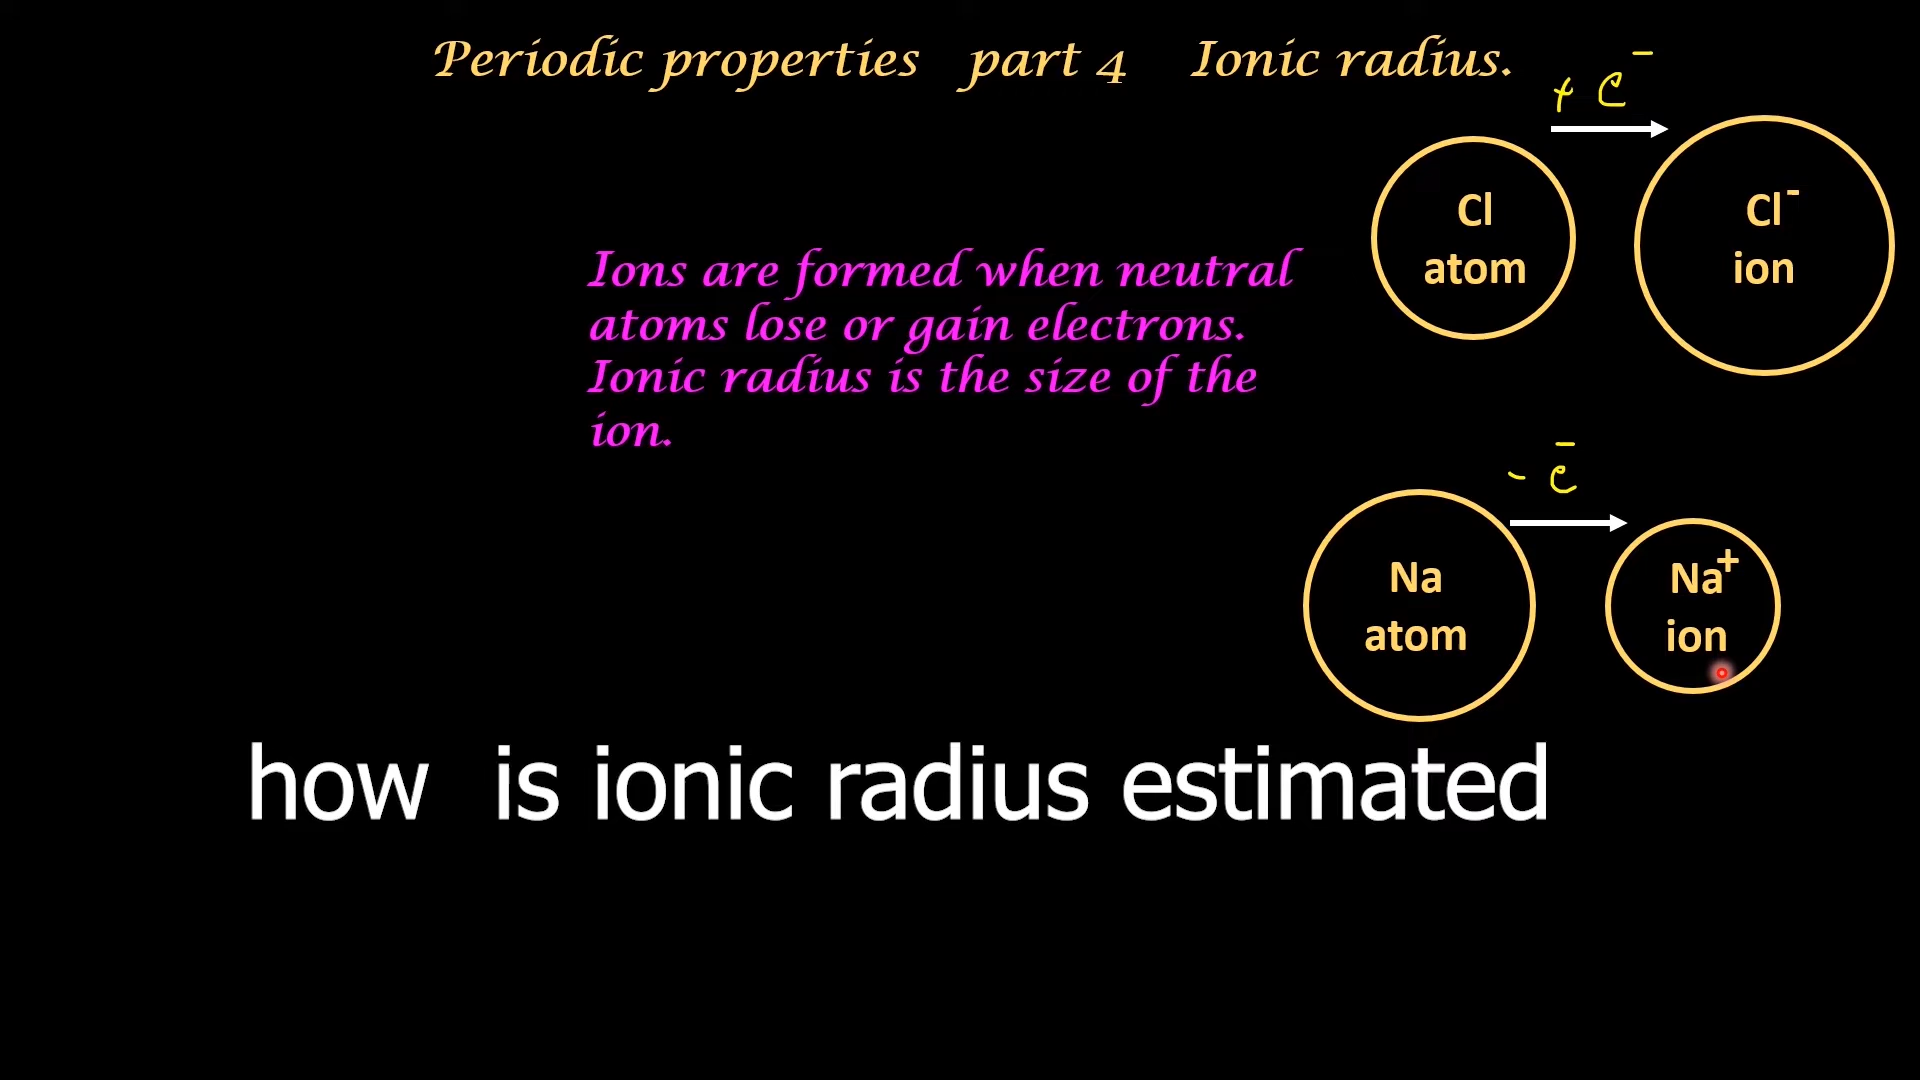 Periodic properties part 4 Ionic radius.
+ e⁻
Cl
atom
Cl⁻
ion
Ions are formed when neutral
atoms lose or gain electrons.
Ionic radius is the size of the
ion.
- e⁻
Na
atom
Na⁺
ion
how is ionic radius estimated